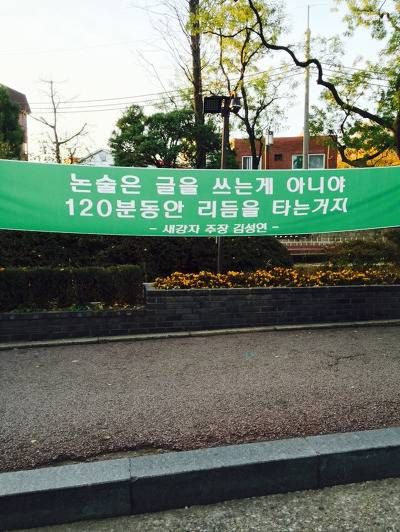 논술은 글을 쓰는게 아니야
120분동안 리듬을 타는거지
- 새강자 주장 김성연 -